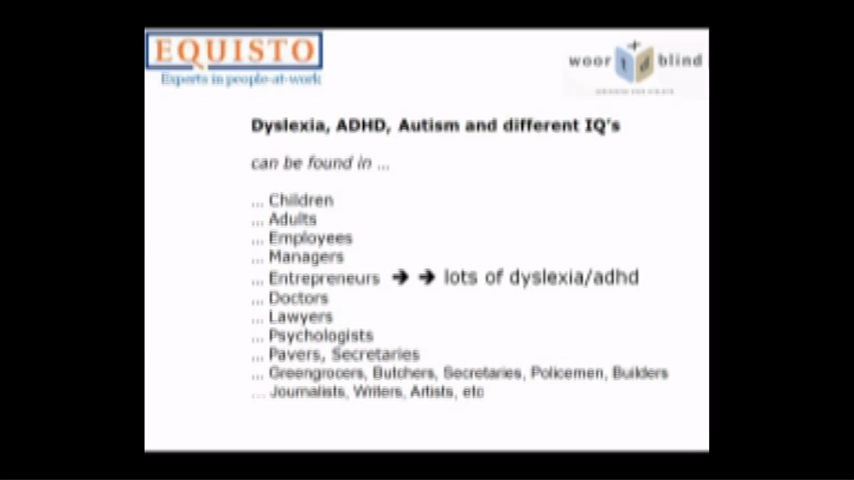 EQUISTO
Experts in people-at-work
woor td blind
Dyslexia, ADHD, Autism and different IQ's
can be found in ...
... Children
... Adults
... Employees
... Managers
... Entrepreneurs ➔ ➔ lots of dyslexia/adhd
... Doctors
... Lawyers
... Psychologists
... Pavers, Secretaries
... Greengrocers, Butchers, Secretaries, Policemen, Builders
... Journalists, Writers, Artists, etc